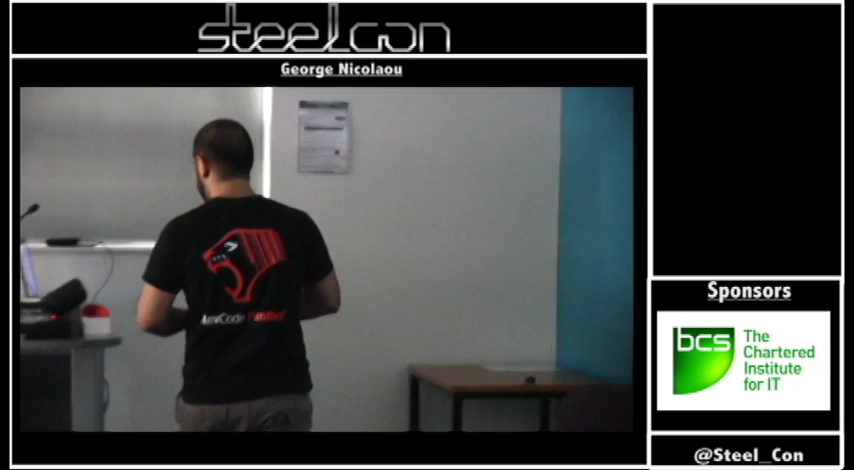 steelcon
George Nicolaou
Sponsors
bcs
The
Chartered
Institute
for IT
@Steel_Con